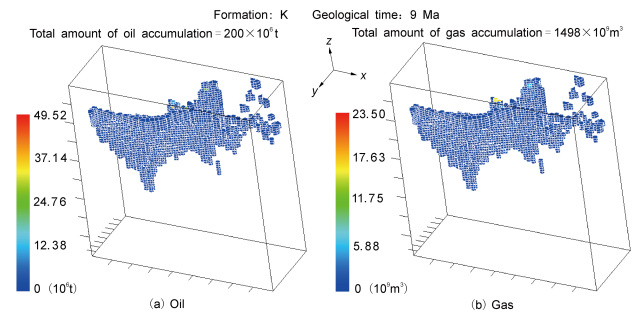 Formation: K Geological time: 9 Ma
Total amount of oil accumulation = 200×10⁶t
Total amount of gas accumulation = 1498×10⁹m³
z
x
y
49.52
37.14
24.76
12.38
0 (10⁶t)
23.50
17.63
11.75
5.88
0 (10⁹m³)
(a) Oil
(b) Gas